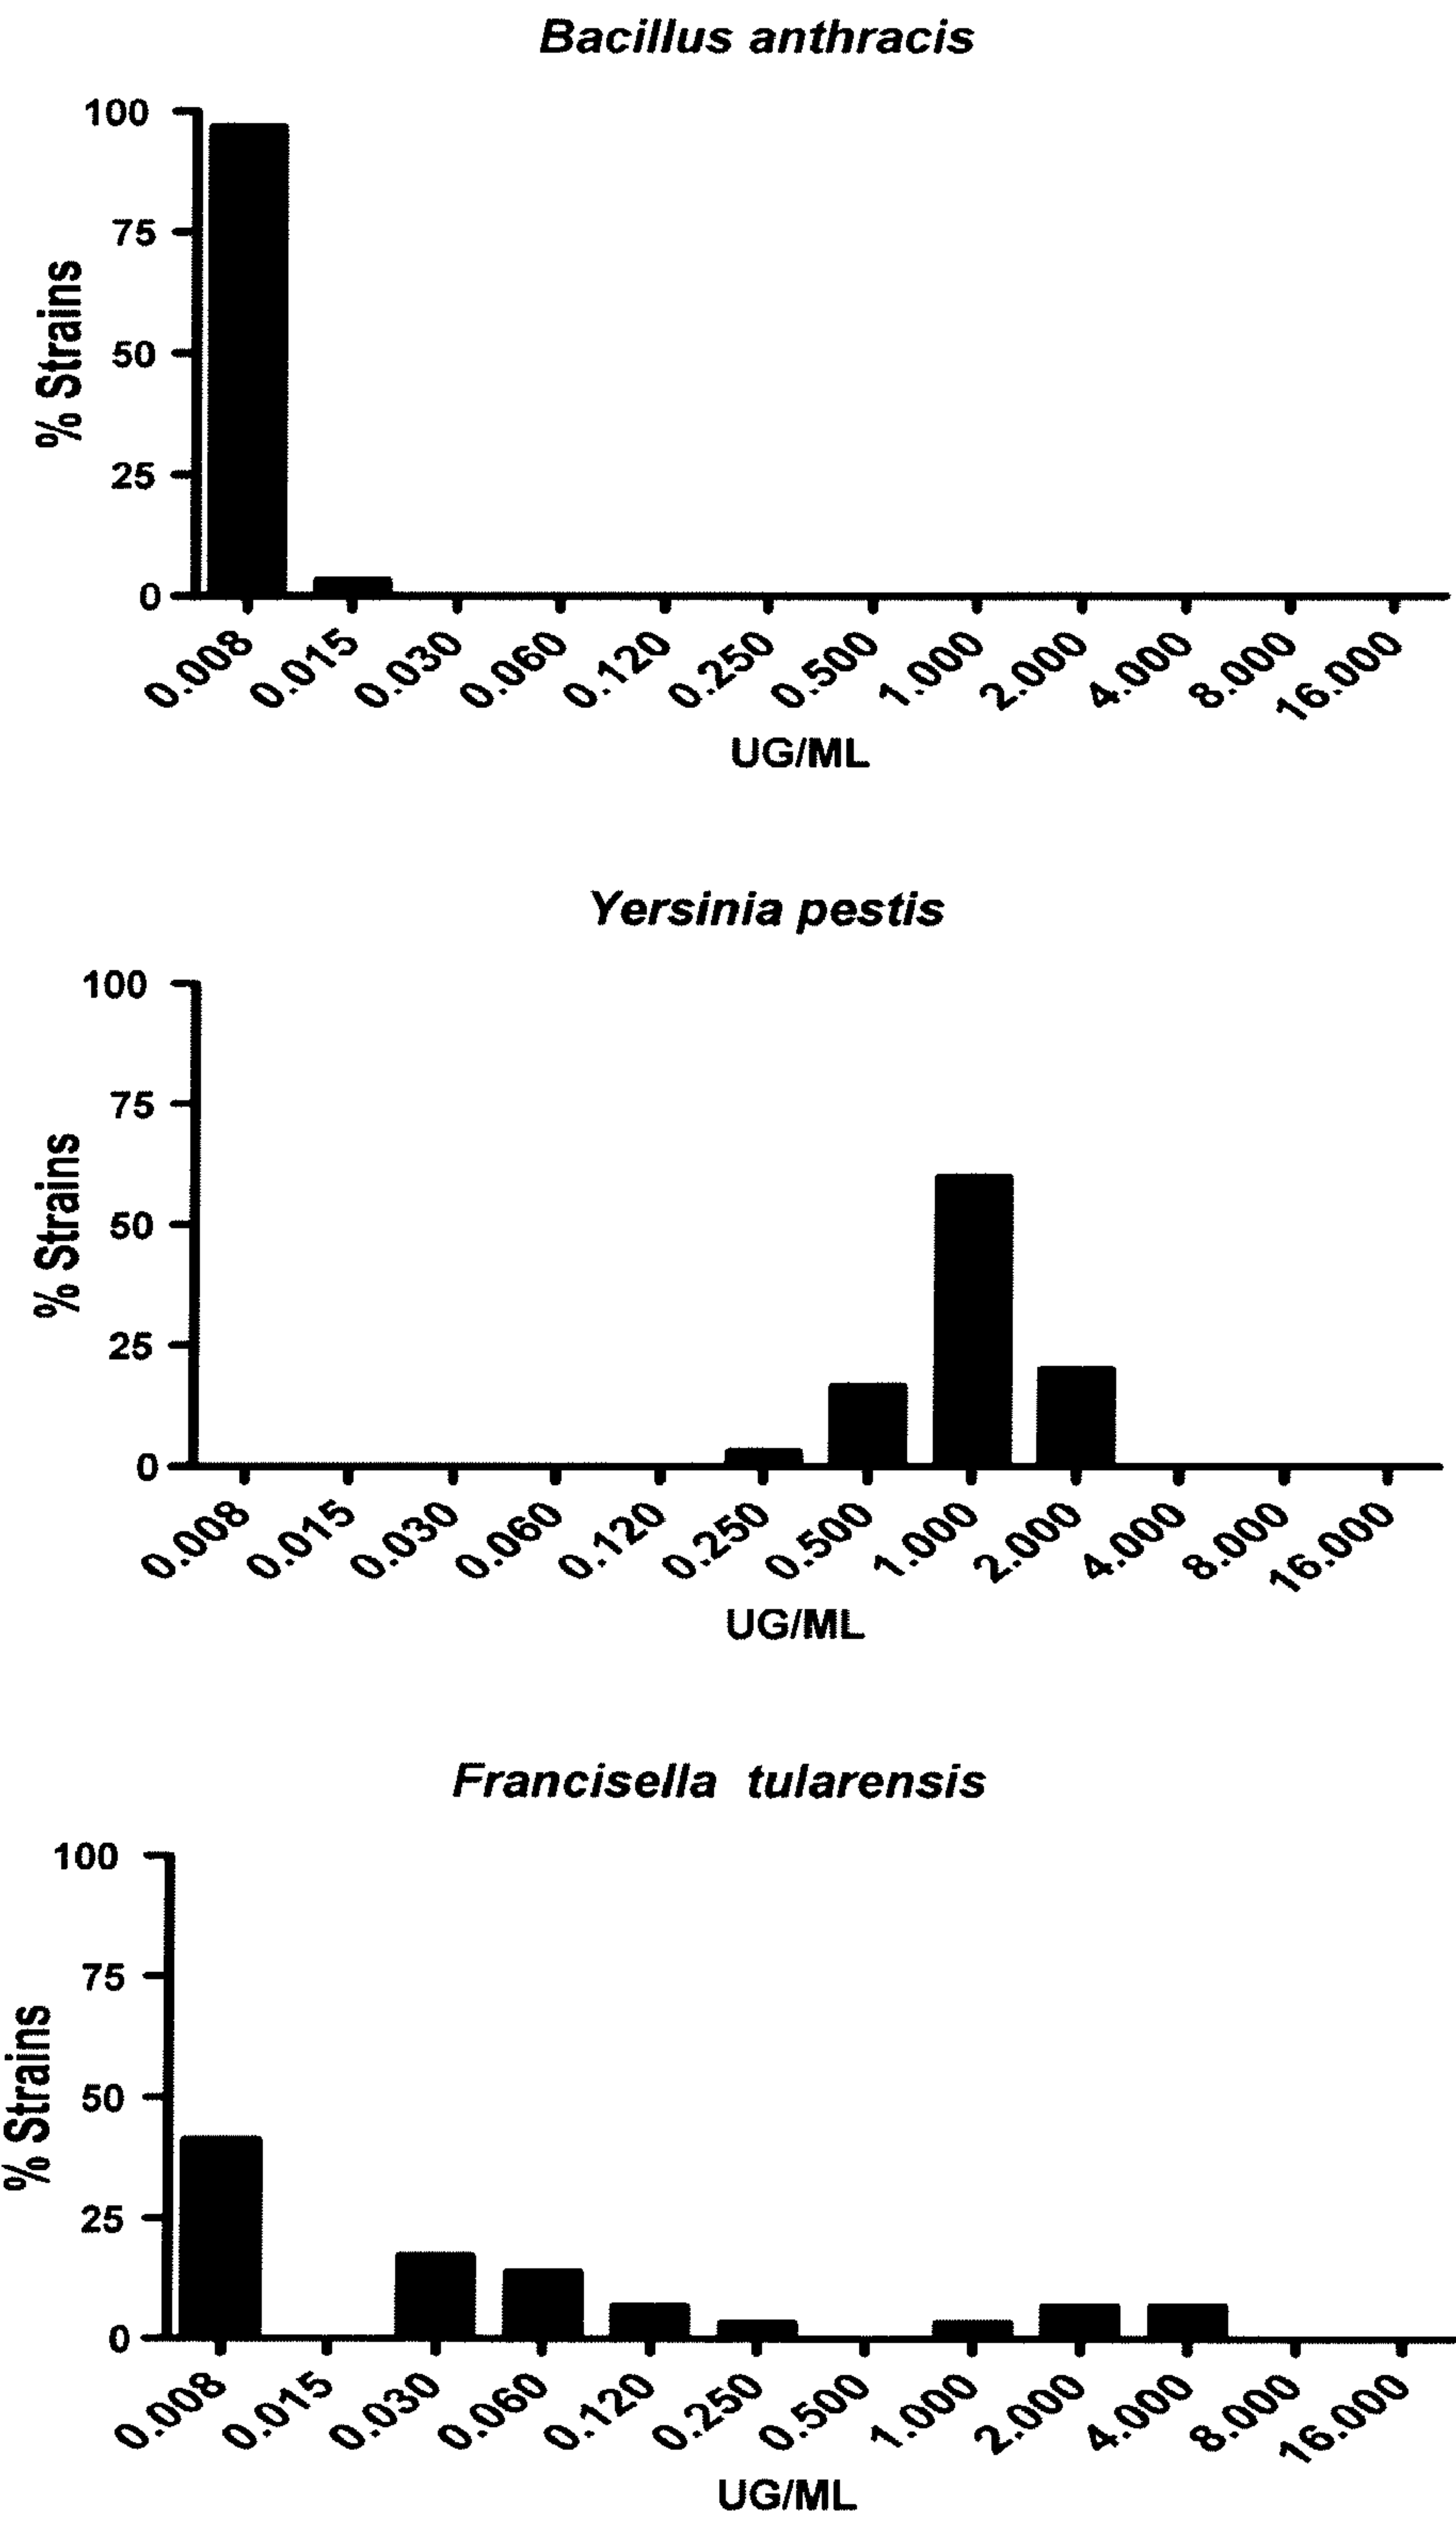 Bacillus anthracis
100
75
50
25
0
% Strains
0.008 0.015 0.030 0.060 0.120 0.250 0.500 1.000 2.000 4.000 8.000 16.000
UG/ML
Yersinia pestis
100
75
50
25
0
% Strains
0.008 0.015 0.030 0.060 0.120 0.250 0.500 1.000 2.000 4.000 8.000 16.000
UG/ML
Francisella tularensis
100
75
50
25
0
% Strains
0.008 0.015 0.030 0.060 0.120 0.250 0.500 1.000 2.000 4.000 8.000 16.000
UG/ML